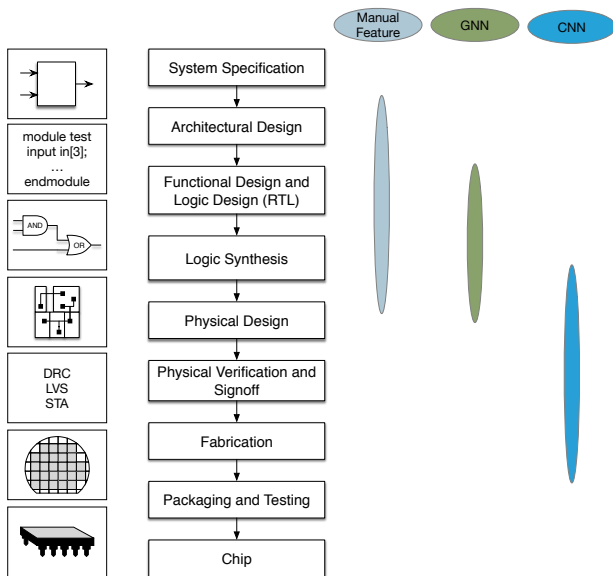 Manual
Feature
GNN
CNN
System Specification
Architectural Design
module test
input in[3];
...
endmodule
Functional Design and
Logic Design (RTL)
AND
OR
Logic Synthesis
Physical Design
DRC
LVS
STA
Physical Verification and
Signoff
Fabrication
Packaging and Testing
Chip